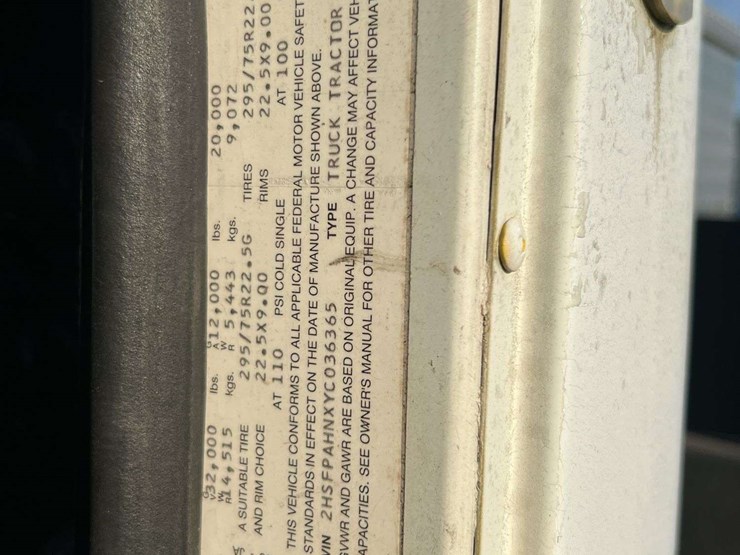 32,000 lbs. 12,000 lbs. 20,000
14,515 kgs. 5,443 kgs. 9,072
A SUITABLE TIRE 295/75R22.5G TIRES 295/75R22.
AND RIM CHOICE 22.5X9.00 RIMS 22.5X9.00
AT 110 PSI COLD SINGLE AT 100
THIS VEHICLE CONFORMS TO ALL APPLICABLE FEDERAL MOTOR VEHICLE SAFET
STANDARDS IN EFFECT ON THE DATE OF MANUFACTURE SHOWN ABOVE.
VIN 2HSFPAHNXYC036365 TYPE TRUCK TRACTOR
GVWR AND GAWR ARE BASED ON ORIGINAL EQUIP. A CHANGE MAY AFFECT VEH
APACITIES. SEE OWNER'S MANUAL FOR OTHER TIRE AND CAPACITY INFORMAT